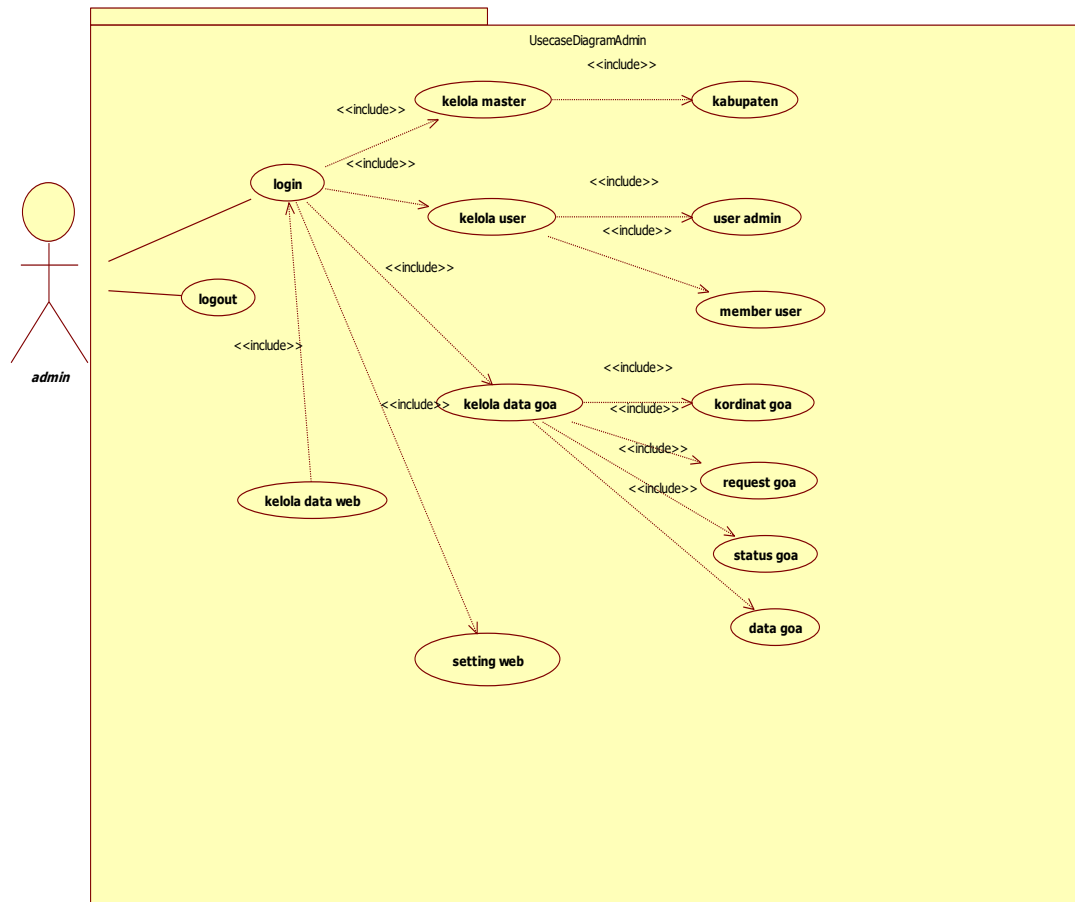 UsecaseDiagramAdmin
<<include>>
kelola master
kabupaten
<<include>>
<<include>>
login
<<include>>
kelola user
user admin
<<include>>
<<include>>
logout
member user
<<include>>
admin
<<include>>
kelola data goa
<<include>>
<<include>>
kordinat goa
<<include>>
request goa
<<include>>
kelola data web
status goa
data goa
setting web